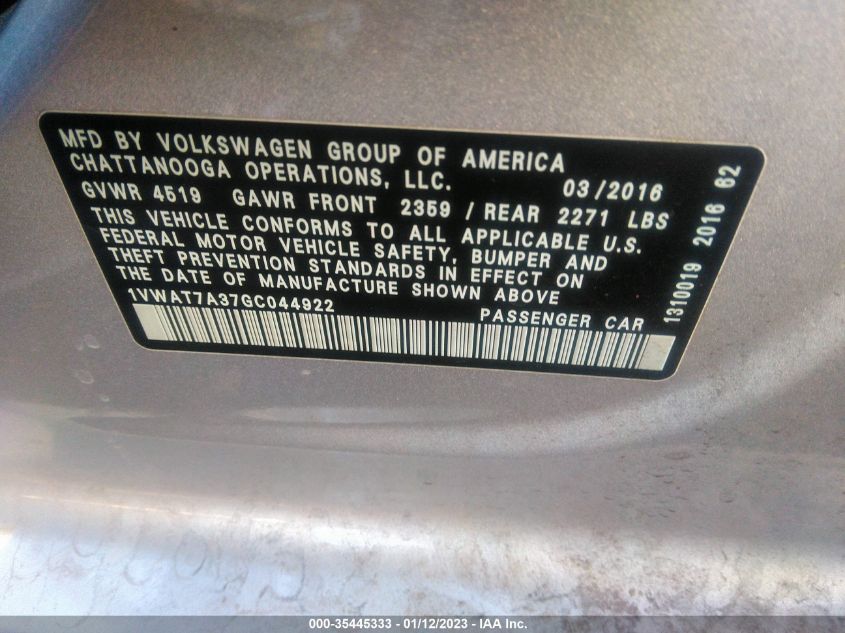 MFD BY VOLKSWAGEN GROUP OF AMERICA
CHATTANOOGA OPERATIONS, LLC. 03/2016
GVWR 4519 GAWR FRONT 2359 / REAR 2271 LBS
THIS VEHICLE CONFORMS TO ALL APPLICABLE U.S.
FEDERAL MOTOR VEHICLE SAFETY, BUMPER AND
THEFT PREVENTION STANDARDS IN EFFECT ON
THE DATE OF MANUFACTURE SHOWN ABOVE
1VWAT7A37GC044922 PASSENGER CAR
1310019 2016 62
000-35445333 - 01/12/2023 - IAA Inc.